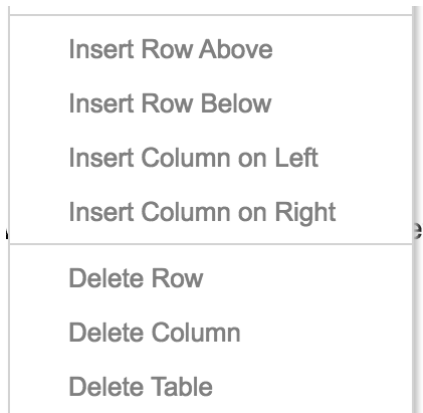 Insert Row Above
Insert Row Below
Insert Column on Left
Insert Column on Right
Delete Row
Delete Column
Delete Table